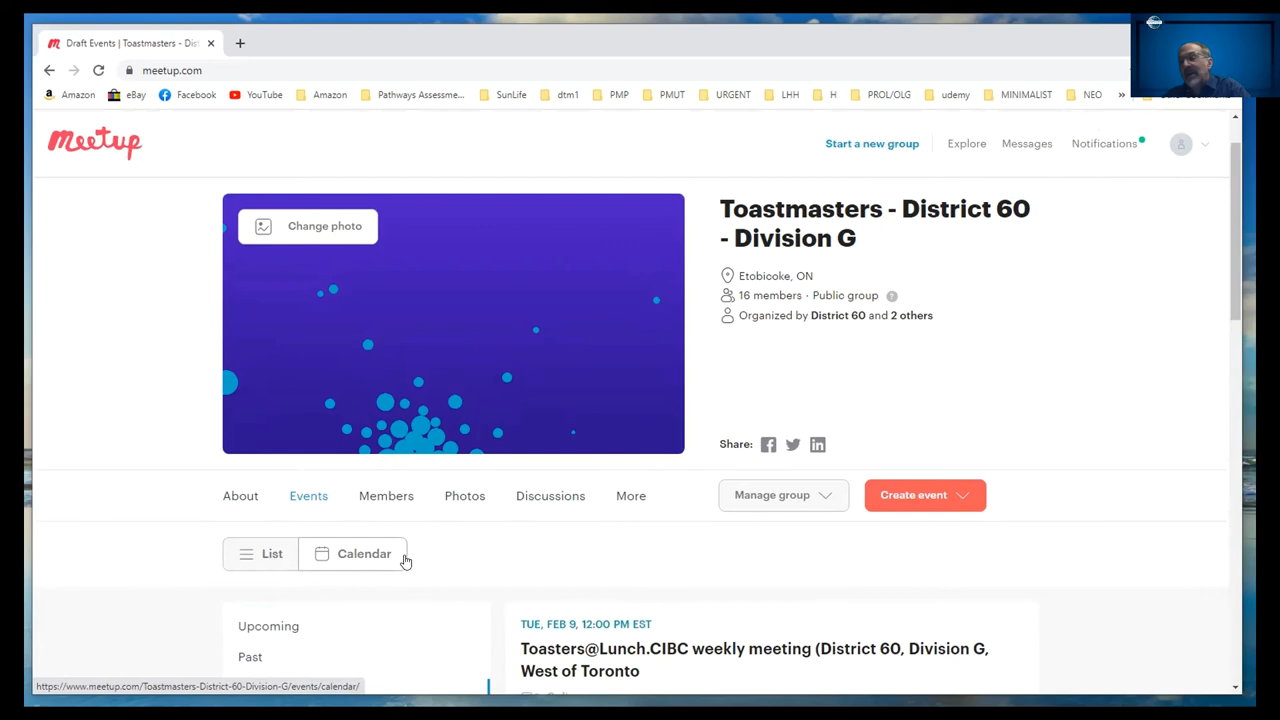 Draft Events | Toastmasters - Dis
meetup.com
Amazon eBay Facebook YouTube Amazon Pathways Assessme... SunLife dtm1 PMP PMUT URGENT LHH H PROL/OLG udemy MINIMALIST NEO »
meetup
Start a new group Explore Messages Notifications
Change photo
Toastmasters - District 60
- Division G
Etobicoke, ON
16 members · Public group ?
Organized by District 60 and 2 others
Share:
About Events Members Photos Discussions More Manage group Create event
List Calendar
Upcoming
Past
TUE, FEB 9, 12:00 PM EST
Toasters@Lunch.CIBC weekly meeting (District 60, Division G,
West of Toronto
https://www.meetup.com/Toastmasters-District-60-Division-G/events/calendar/